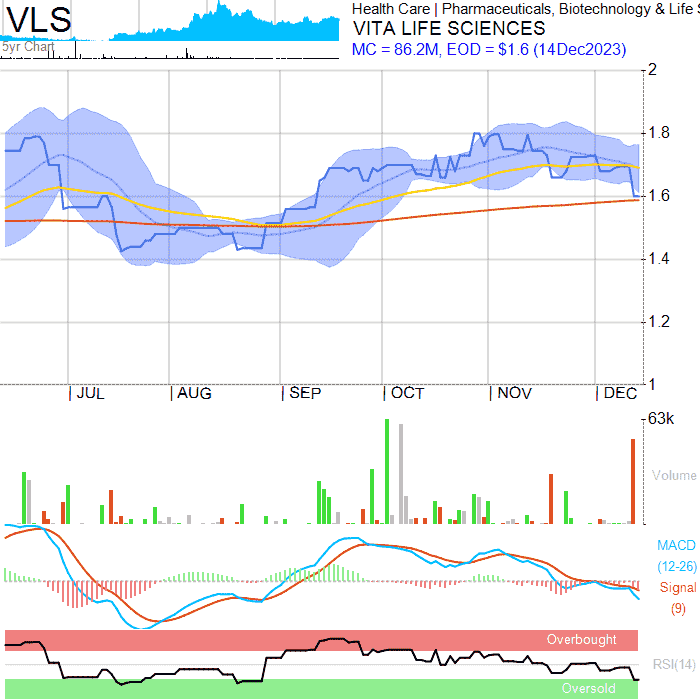 VLS
5yr Chart
Health Care | Pharmaceuticals, Biotechnology & Life S
VITA LIFE SCIENCES
MC = 86.2M, EOD = $1.6 (14Dec2023)
2
1.8
1.6
1.4
1.2
1
| JUL | AUG | SEP | OCT | NOV | DEC
63k
Volume
MACD
(12-26)
Signal
(9)
Overbought
RSI(14)
Oversold